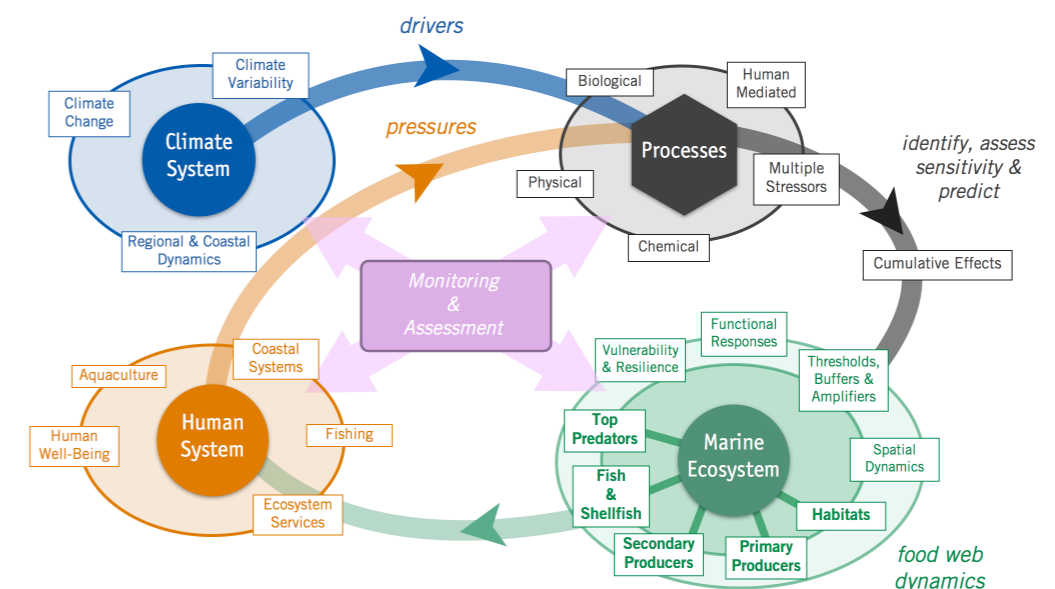 drivers
Climate
Variability
Climate
Change
Climate
System
Regional & Coastal
Dynamics
pressures
Biological
Human
Mediated
Processes
Physical
Multiple
Stressors
Chemical
identify, assess
sensitivity &
predict
Cumulative Effects
Monitoring
&
Assessment
Coastal
Systems
Aquaculture
Human
System
Human
Well-Being
Fishing
Ecosystem
Services
Functional
Responses
Vulnerability
& Resilience
Thresholds,
Buffers &
Amplifiers
Top
Predators
Marine
Ecosystem
Spatial
Dynamics
Fish
&
Shellfish
Habitats
Secondary
Producers
Primary
Producers
food web
dynamics